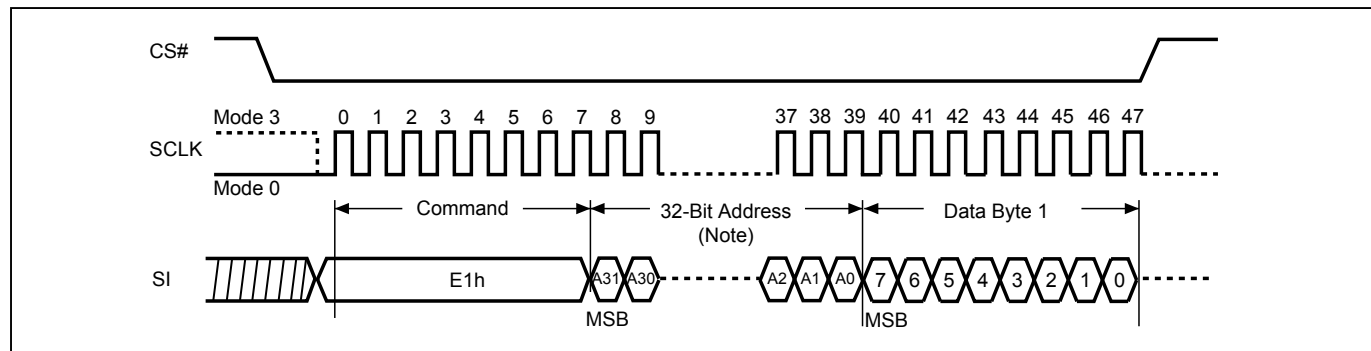 CS#
Mode 3 0 1 2 3 4 5 6 7 8 9 37 38 39 40 41 42 43 44 45 46 47
SCLK
Mode 0
Command 32-Bit Address Data Byte 1
(Note)
SI E1h A31 A30 A2 A1 A0 7 6 5 4 3 2 1 0
MSB MSB